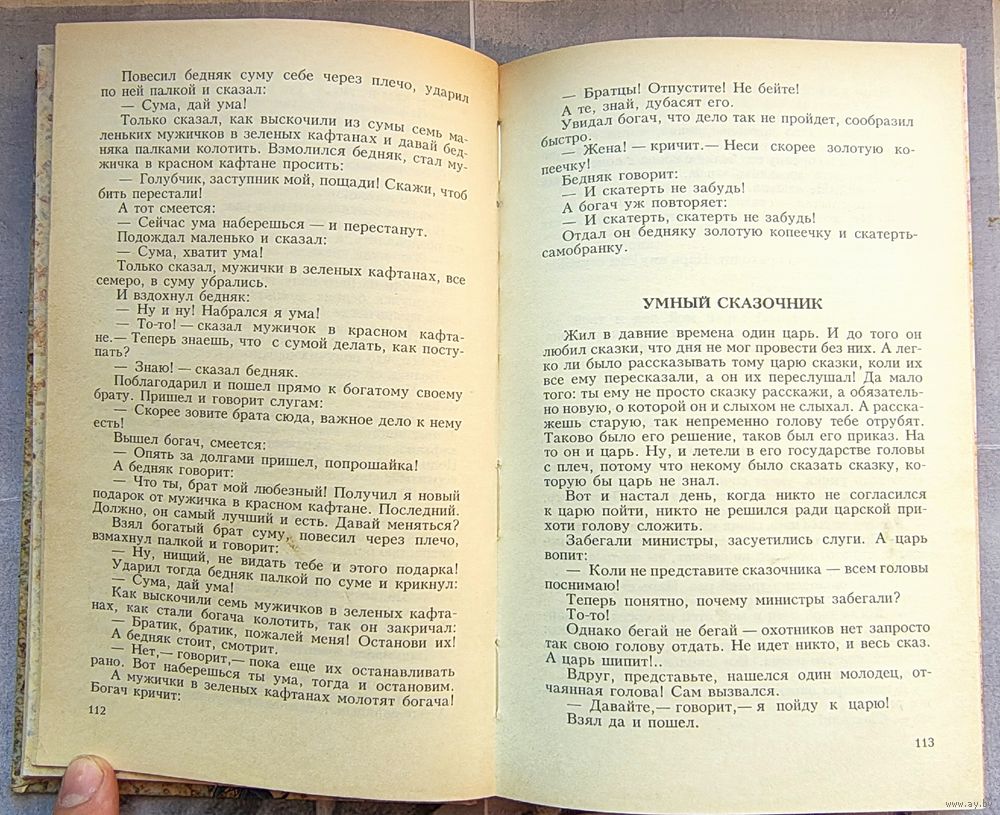 Повесил бедняк суму себе через плечо, ударил
по ней палкой и сказал:
— Сума, дай ума!
Только сказал, как выскочили из сумы семь ма-
леньких мужичков в зеленых кафтанах и давай бед-
няка палками колотить. Взмолился бедняк, стал му-
жичка в красном кафтане просить:
— Голубчик, заступник мой, пощади! Скажи, чтоб
бить перестали!
А тот смеется:
— Сейчас ума наберешься — и перестанут.
Подождал маленько и сказал:
— Сума, хватит ума!
Только сказал, мужички в зеленых кафтанах, все
семеро, в суму убрались.
И вздохнул бедняк:
— Ну и ну! Набрался я ума!
— То-то! — сказал мужичок в красном кафта-
не.— Теперь знаешь, что с сумой делать, как посту-
пать?
— Знаю! — сказал бедняк.
Поблагодарил и пошел прямо к богатому своему
брату. Пришел и говорит слугам:
— Скорее зовите брата сюда, важное дело к нему
есть!
Вышел богач, смеется:
— Опять за долгами пришел, попрошайка!
А бедняк говорит:
— Что ты, брат мой любезный! Получил я новый
подарок от мужичка в красном кафтане. Последний.
Должно, он самый лучший и есть. Давай меняться?
Взял богатый брат суму, повесил через плечо,
взмахнул палкой и говорит:
— Ну, нищий, не видать тебе и этого подарка!
Ударил тогда бедняк палкой по суме и крикнул:
— Сума, дай ума!
Как выскочили семь мужичков в зеленых кафта-
нах, как стали богача колотить, так он закричал:
— Братик, братик, пожалей меня! Останови их!
А бедняк стоит, смотрит.
— Нет,— говорит,— пока еще их останавливать
рано. Вот наберешься ты ума, тогда и остановим.
А мужички в зеленых кафтанах молотят богача!
Богач кричит:
112
— Братцы! Отпустите! Не бейте!
А те, знай, дубасят его.
Увидал богач, что дело так не пройдет, сообразил
быстро.
— Жена! — кричит.— Неси скорее золотую ко-
пеечку!
Бедняк говорит:
— И скатерть не забудь!
А богач уж повторяет:
— И скатерть, скатерть не забудь!
Отдал он бедняку золотую копеечку и скатерть-
самобранку.
УМНЫЙ СКАЗОЧНИК
Жил в давние времена один царь. И до того он
любил сказки, что дня не мог провести без них. А лег-
ко ли было рассказывать тому царю сказки, коли их
все ему пересказали, а он их переслушал! Да мало
того: ты ему не просто сказку расскажи, а обязатель-
но новую, о которой он и слыхом не слыхал. А расска-
жешь старую, так непременно голову тебе отрубят.
Таково было его решение, таков был его приказ. На
то он и царь. Ну, и летели в его государстве головы
с плеч, потому что некому было сказать сказку, ко-
торую бы царь не знал.
Вот и настал день, когда никто не согласился
к царю пойти, никто не решился ради царской при-
хоти голову сложить.
Забегали министры, засуетились слуги. А царь
вопит:
— Коли не представите сказочника — всем головы
поснимаю!
Теперь понятно, почему министры забегали?
То-то!
Однако бегай не бегай — охотников нет запросто
так свою голову отдать. Не идет никто, и весь сказ.
А царь шипит!..
Вдруг, представьте, нашелся один молодец, от-
чаянная голова! Сам вызвался.
— Давайте,— говорит,— я пойду к царю!
Взял да и пошел.
113
www.ay.by